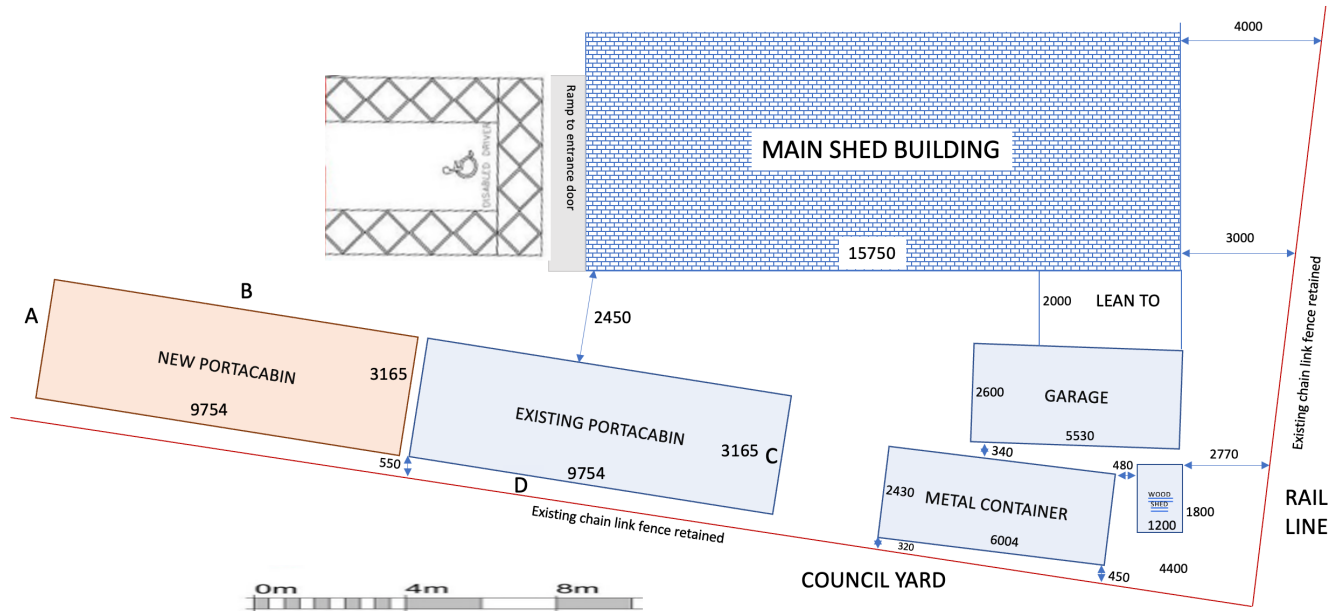 4000
Ramp to entrance door
DISABLED DRIVER
MAIN SHED BUILDING
15750
3000
B
A
2450
2000
LEAN TO
NEW PORTACABIN
3165
9754
EXISTING PORTACABIN
3165
C
9754
550
D
Existing chain link fence retained
GARAGE
2600
5530
340
480
2770
2430
METAL CONTAINER
6004
WOOD
SHED
1200
1800
320
450
4400
Existing chain link fence retained
RAIL
LINE
COUNCIL YARD
0m
4m
8m